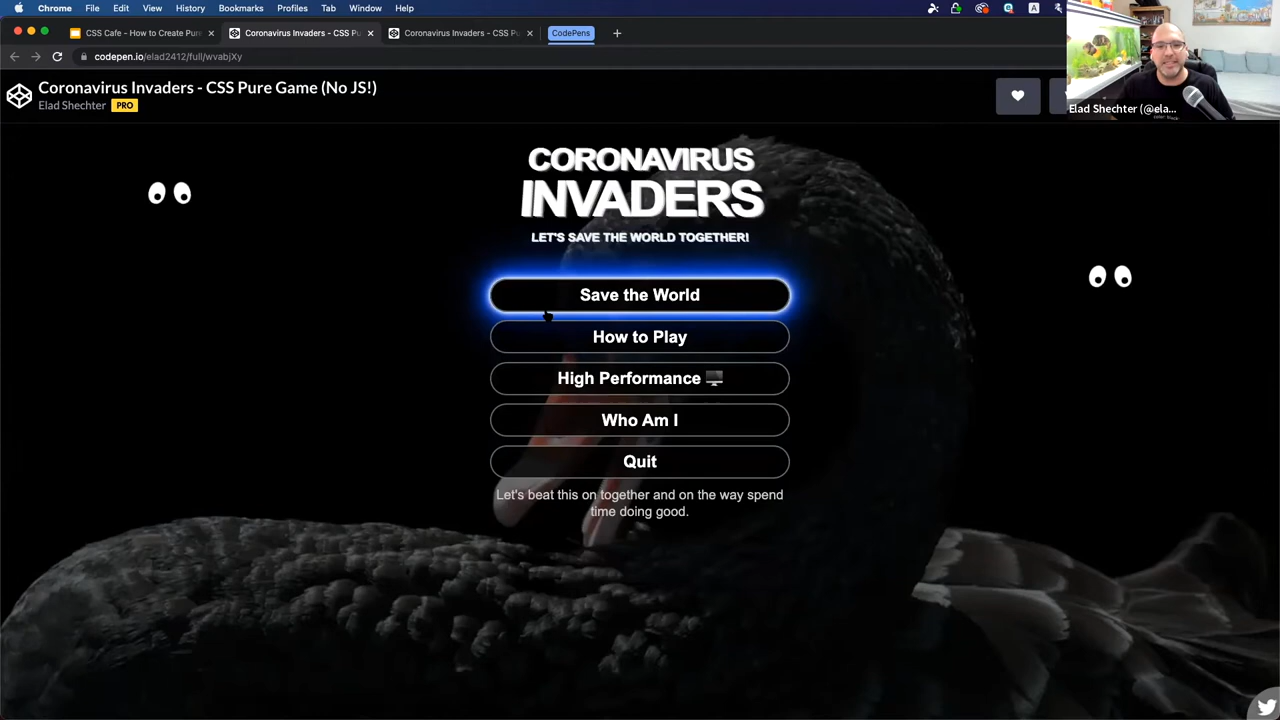 Chrome File Edit View History Bookmarks Profiles Tab Window Help
CSS Cafe - How to Create Pur
Coronavirus Invaders - CSS Pu
Coronavirus Invaders - CSS Pu
CodePens
codepen.io/elad2412/full/wvabjXy
Coronavirus Invaders - CSS Pure Game (No JS!)
Elad Shechter PRO
Elad Shechter (@ela...
CORONAVIRUS
INVADERS
LET'S SAVE THE WORLD TOGETHER!
Save the World
How to Play
High Performance
Who Am I
Quit
Let's beat this on together and on the way spend
time doing good.